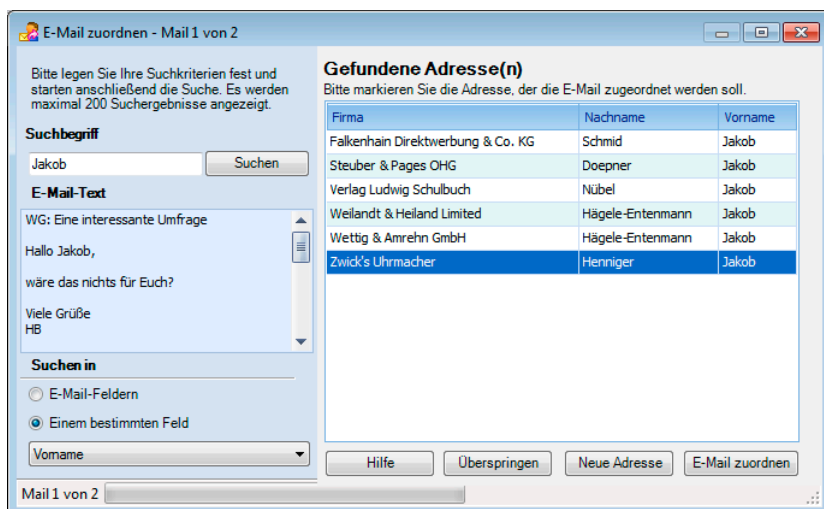 E-Mail zuordnen - Mail 1 von 2
Bitte legen Sie Ihre Suchkriterien fest und
starten anschließend die Suche. Es werden
maximal 200 Suchergebnisse angezeigt.
Suchbegriff
Jakob
Suchen
E-Mail-Text
WG: Eine interessante Umfrage
Hallo Jakob,
wäre das nichts für Euch?
Viele Grüße
HB
Suchen in
E-Mail-Feldern
Einem bestimmten Feld
Vorname
Gefundene Adresse(n)
Bitte markieren Sie die Adresse, der die E-Mail zugeordnet werden soll.
Firma Nachname Vorname
Falkenhain Direktwerbung & Co. KG Schmid Jakob
Steuber & Pages OHG Doepner Jakob
Verlag Ludwig Schulbuch Nübel Jakob
Weilandt & Heiland Limited Hägele-Entenmann Jakob
Wettig & Amrehn GmbH Hägele-Entenmann Jakob
Zwick's Uhrmacher Henniger Jakob
Hilfe Überspringen Neue Adresse E-Mail zuordnen
Mail 1 von 2